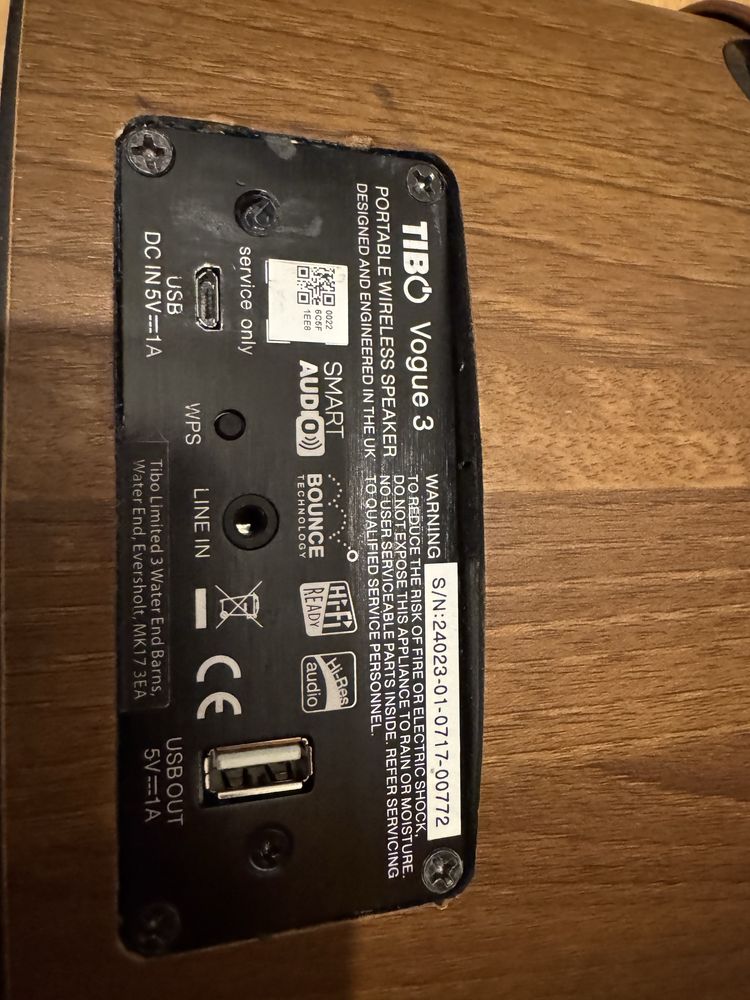 TIBO Vogue 3
PORTABLE WIRELESS SPEAKER
DESIGNED AND ENGINEERED IN THE UK
WARNING
TO REDUCE THE RISK OF FIRE OR ELECTRIC SHOCK,
DO NOT EXPOSE THIS APPLIANCE TO RAIN OR MOISTURE.
NO USER SERVICEABLE PARTS INSIDE. REFER SERVICING
TO QUALIFIED SERVICE PERSONNEL.
S/N:24023-01-0717-00772
0022
6C5F
1EE8
SMART
AUDIO
BOUNCE
TECHNOLOGY
Hi-Fi
READY
Hi-Res
audio
CE
service only
USB
DC IN 5V⎓1A
WPS
LINE IN
USB OUT
5V⎓1A
Tibo Limited 3 Water End Barns,
Water End, Eversholt, MK17 3EA